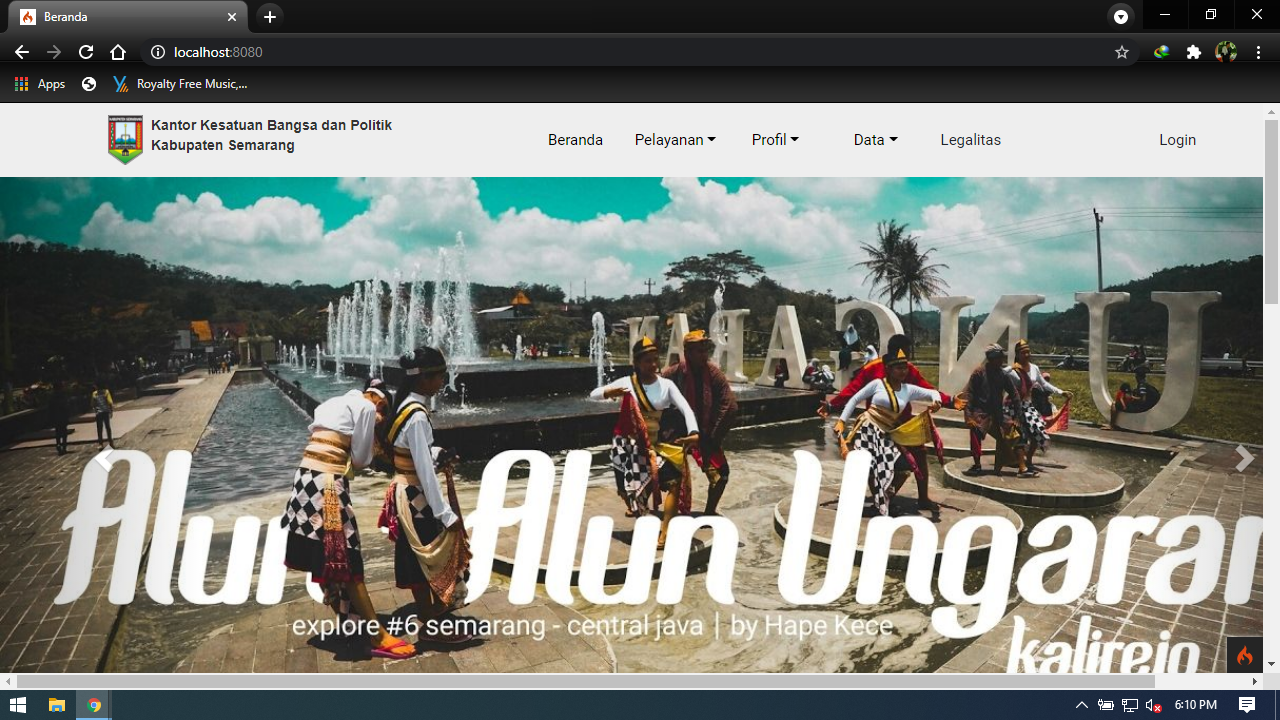 Beranda
localhost:8080
Apps
Royalty Free Music,...
Kantor Kesatuan Bangsa dan Politik
Kabupaten Semarang
Beranda
Pelayanan
Profil
Data
Legalitas
Login
UNGARAN
Alun Alun Ungaran
explore #6 semarang - central java | by Hape Kece
kalirejo
6:10 PM